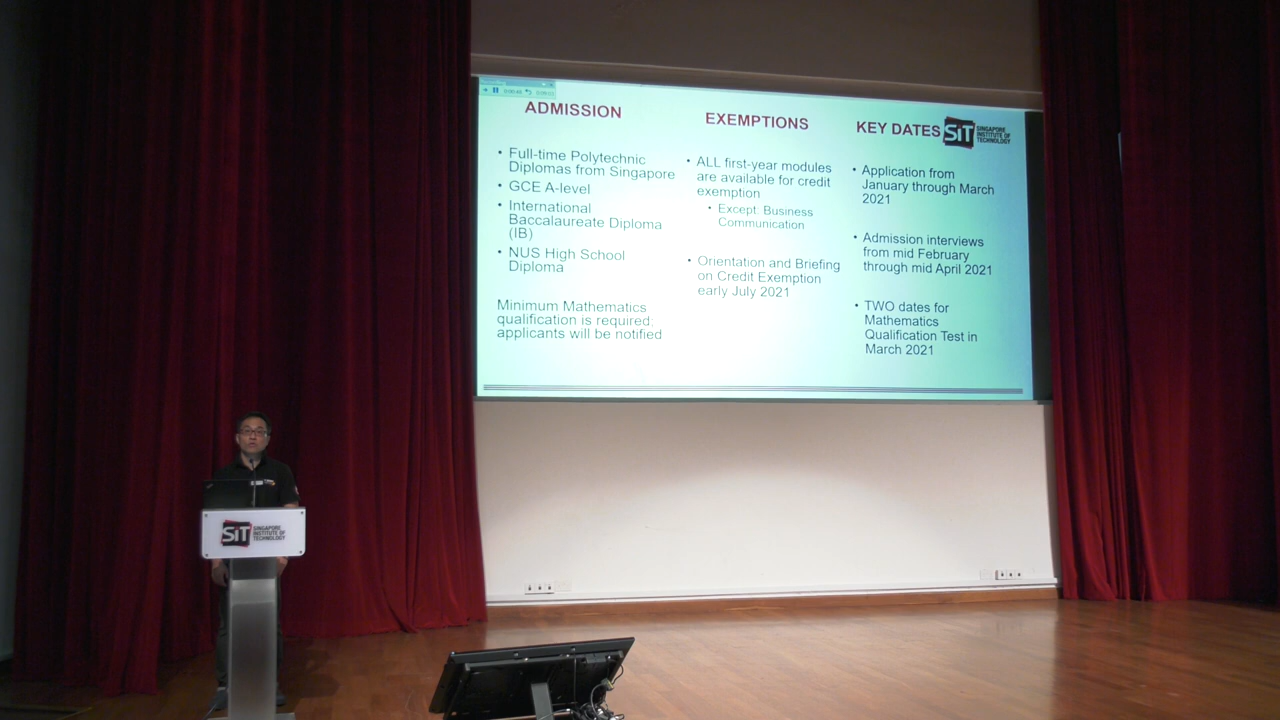 ADMISSION
• Full-time Polytechnic
Diplomas from Singapore
• GCE A-level
• International
Baccalaureate Diploma
(IB)
• NUS High School
Diploma
Minimum Mathematics
qualification is required;
applicants will be notified
EXEMPTIONS
• ALL first-year modules
are available for credit
exemption
• Except: Business
Communication
• Orientation and Briefing
on Credit Exemption
early July 2021
KEY DATES
SiT
SINGAPORE
INSTITUTE OF
TECHNOLOGY
• Application from
January through March
2021
• Admission interviews
from mid February
through mid April 2021
• TWO dates for
Mathematics
Qualification Test in
March 2021
SiT
SINGAPORE
INSTITUTE OF
TECHNOLOGY